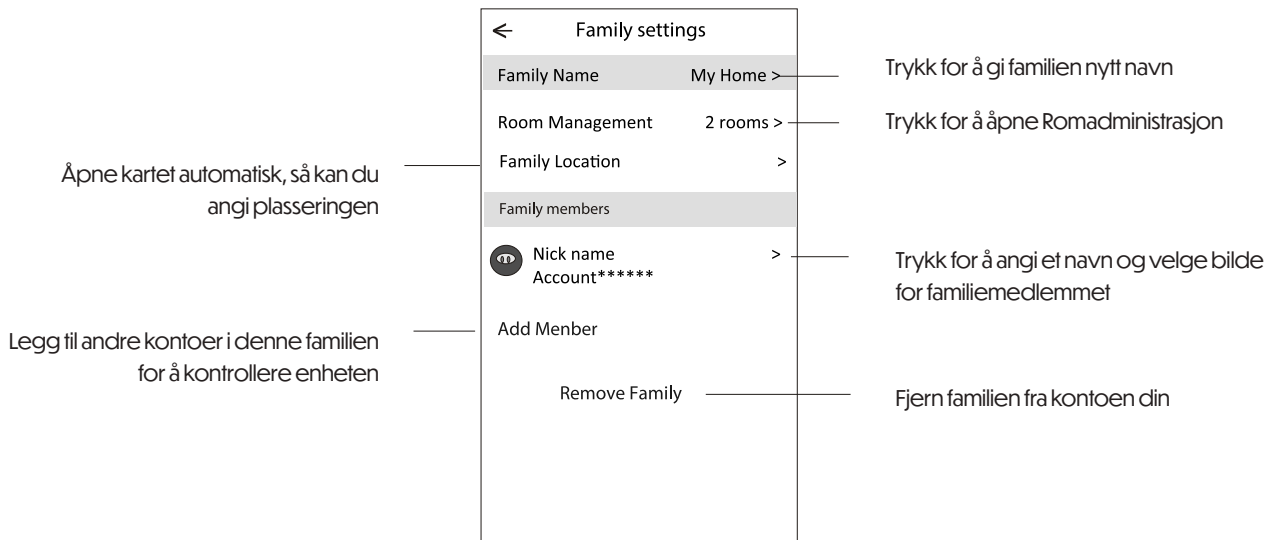 Family settings
Family Name My Home >
Trykk for å gi familien nytt navn
Room Management 2 rooms >
Trykk for å åpne Romadministrasjon
Family Location >
Åpne kartet automatisk, så kan du
angi plasseringen
Family members
Nick name >
Account******
Trykk for å angi et navn og velge bilde
for familiemedlemmet
Add Menber
Legg til andre kontoer i denne familien
for å kontrollere enheten
Remove Family
Fjern familien fra kontoen din